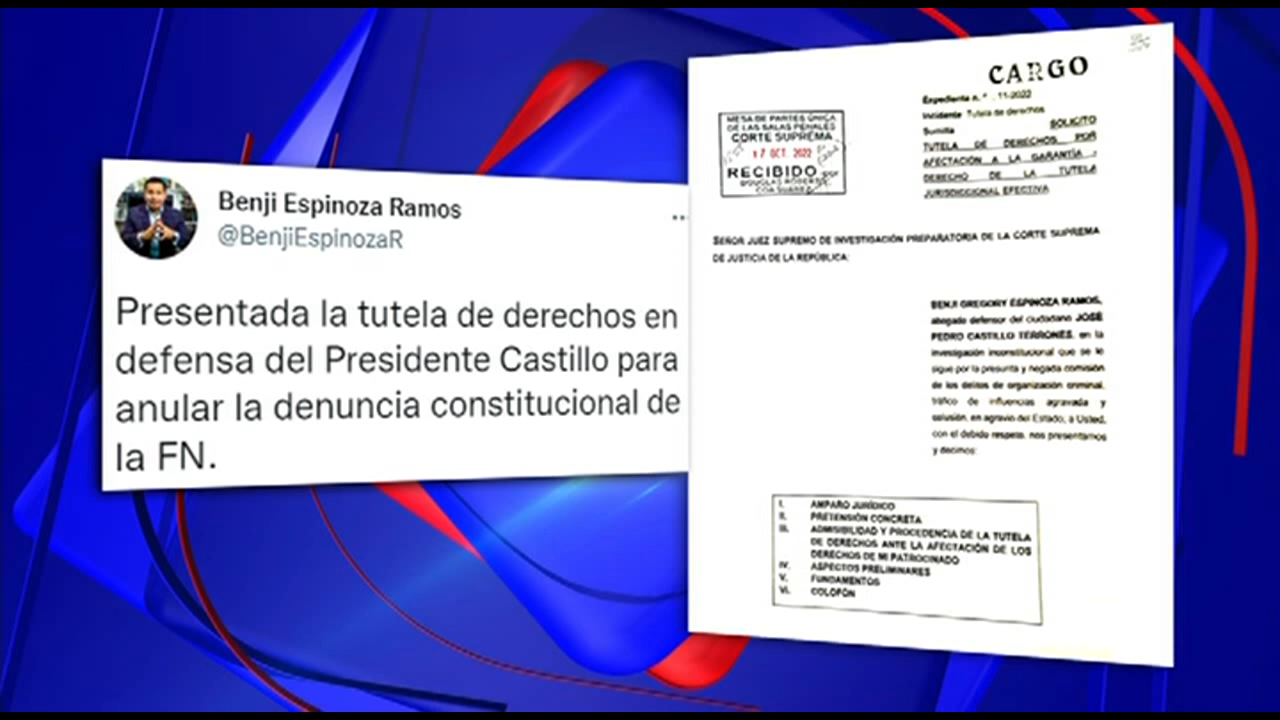 Benji Espinoza Ramos
@BenjiEspinozaR
Presentada la tutela de derechos en
defensa del Presidente Castillo para
anular la denuncia constitucional de
la FN.
CARGO
Expediente n. 11-2022
Incidente Tutela de derechos
Sumilla SOLICITO
TUTELA DE DERECHOS POR
AFECTACIÓN A LA GARANTÍA -
DERECHO DE LA TUTELA
JURISDICCIONAL EFECTIVA
MESA DE PARTES ÚNICA
DE LAS SALAS PENALES
CORTE SUPREMA
17 OCT. 2022
RECIBIDO
SEÑOR JUEZ SUPREMO DE INVESTIGACIÓN PREPARATORIA DE LA CORTE SUPREMA
DE JUSTICIA DE LA REPÚBLICA:
BENJI GREGORY ESPINOZA RAMOS,
abogado defensor del ciudadano JOSÉ
PEDRO CASTILLO TERRONES, en la
investigación inconstitucional que se le
sigue por la presunta y negada comisión
de los delitos de organización criminal,
tráfico de influencias agravada y
colusión, en agravio del Estado, a Usted,
con el debido respeto, nos presentamos
y decimos:
I. AMPARO JURÍDICO
II. PRETENSIÓN CONCRETA
III. ADMISIBILIDAD Y PROCEDENCIA DE LA TUTELA
DE DERECHOS ANTE LA AFECTACIÓN DE LOS
DERECHOS DE MI PATROCINADO
IV. ASPECTOS PRELIMINARES
V. FUNDAMENTOS
VI. COLOFÓN